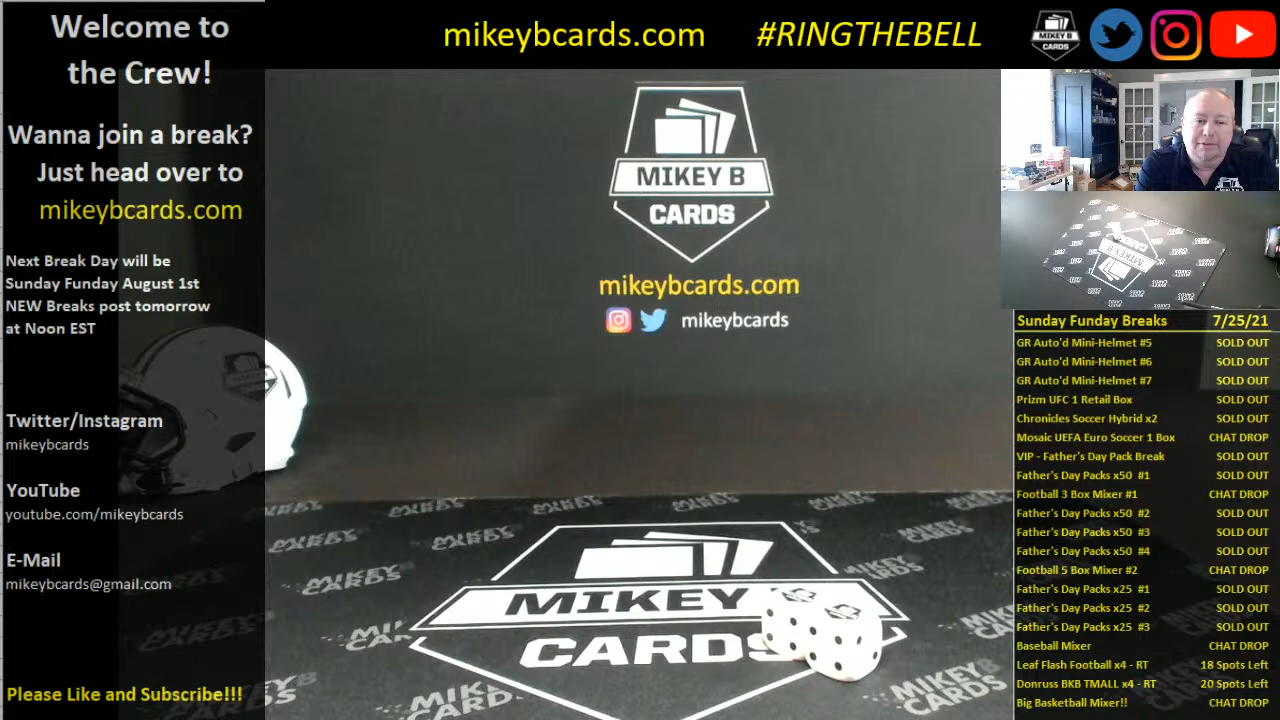 Welcome to
the Crew!
Wanna join a break?
Just head over to
mikeybcards.com
Next Break Day will be
Sunday Funday August 1st
NEW Breaks post tomorrow
at Noon EST
Twitter/Instagram
mikeybcards
YouTube
youtube.com/mikeybcards
E-Mail
mikeybcards@gmail.com
Please Like and Subscribe!!!
mikeybcards.com #RINGTHEBELL
MIKEY B
CARDS
MIKEY B
CARDS
mikeybcards.com
mikeybcards
MIKEY
CARDS
MIKEY B
CARDS
Sunday Funday Breaks 7/25/21
GR Auto'd Mini-Helmet #5 SOLD OUT
GR Auto'd Mini-Helmet #6 SOLD OUT
GR Auto'd Mini-Helmet #7 SOLD OUT
Prizm UFC 1 Retail Box SOLD OUT
Chronicles Soccer Hybrid x2 SOLD OUT
Mosaic UEFA Euro Soccer 1 Box CHAT DROP
VIP - Father's Day Pack Break SOLD OUT
Father's Day Packs x50 #1 SOLD OUT
Football 3 Box Mixer #1 CHAT DROP
Father's Day Packs x50 #2 SOLD OUT
Father's Day Packs x50 #3 SOLD OUT
Father's Day Packs x50 #4 SOLD OUT
Football 5 Box Mixer #2 CHAT DROP
Father's Day Packs x25 #1 SOLD OUT
Father's Day Packs x25 #2 SOLD OUT
Father's Day Packs x25 #3 SOLD OUT
Baseball Mixer CHAT DROP
Leaf Flash Football x4 - RT 18 Spots Left
Donruss BKB TMALL x4 - RT 20 Spots Left
Big Basketball Mixer!! CHAT DROP